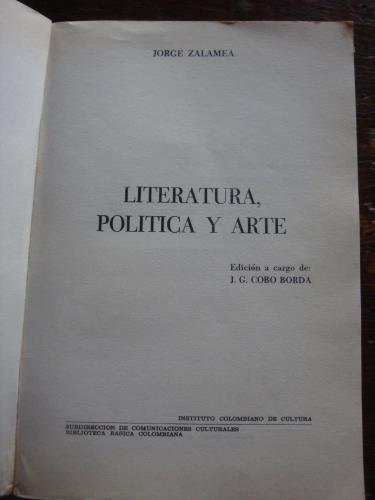 JORGE ZALAMEA
LITERATURA,
POLITICA Y ARTE
Edición a cargo de:
J. G. COBO BORDA
INSTITUTO COLOMBIANO DE CULTURA
SUBDIRECCION DE COMUNICACIONES CULTURALES
BIBLIOTECA BASICA COLOMBIANA